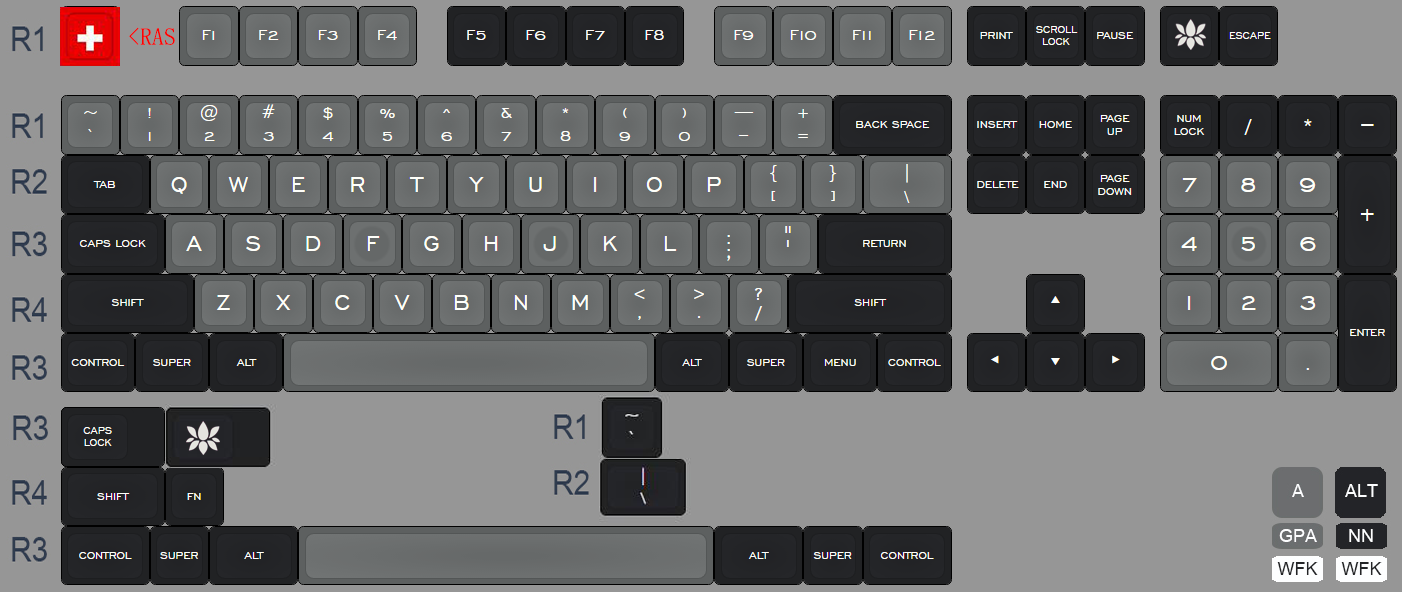 R1 <RAS F1 F2 F3 F4 F5 F6 F7 F8 F9 F10 F11 F12 PRINT SCROLL LOCK PAUSE ESCAPE
R1 ~ ` ! 1 @ 2 # 3 $ 4 % 5 ^ 6 & 7 * 8 ( 9 ) 0 — - + = BACK SPACE INSERT HOME PAGE UP NUM LOCK / * −
R2 TAB Q W E R T Y U I O P { [ } ] | \ DELETE END PAGE DOWN 7 8 9 +
R3 CAPS LOCK A S D F G H J K L : ; " ' RETURN 4 5 6
R4 SHIFT Z X C V B N M < , > . ? / SHIFT ▲ 1 2 3 ENTER
R3 CONTROL SUPER ALT ALT SUPER MENU CONTROL ◄ ▼ ► 0 .
R3 CAPS LOCK R1 ~ `
R4 SHIFT FN R2 | \ A ALT
R3 CONTROL SUPER ALT ALT SUPER CONTROL GPA NN
WFK WFK